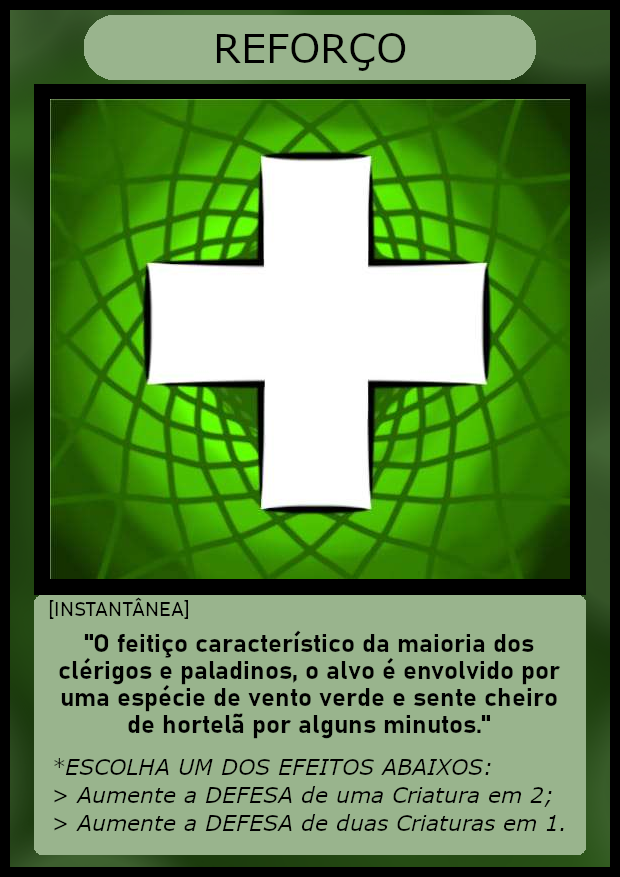 REFORÇO
[INSTANTÂNEA]
"O feitiço característico da maioria dos
clérigos e paladinos, o alvo é envolvido por
uma espécie de vento verde e sente cheiro
de hortelã por alguns minutos."
*ESCOLHA UM DOS EFEITOS ABAIXOS:
> Aumente a DEFESA de uma Criatura em 2;
> Aumente a DEFESA de duas Criaturas em 1.